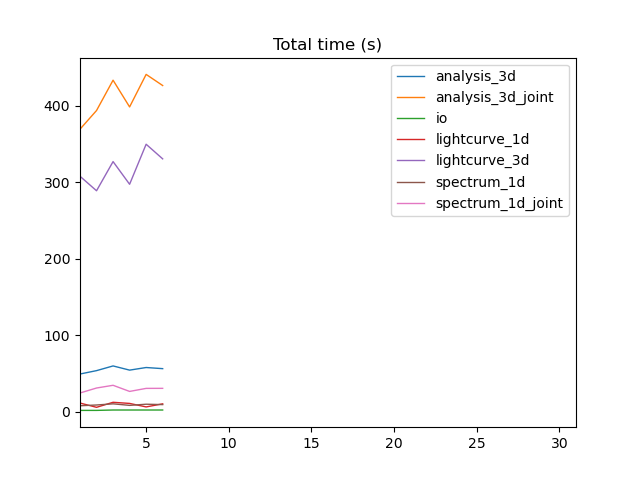 Total time (s)
analysis_3d
analysis_3d_joint
io
lightcurve_1d
lightcurve_3d
spectrum_1d
spectrum_1d_joint
400
300
200
100
0
5 10 15 20 25 30